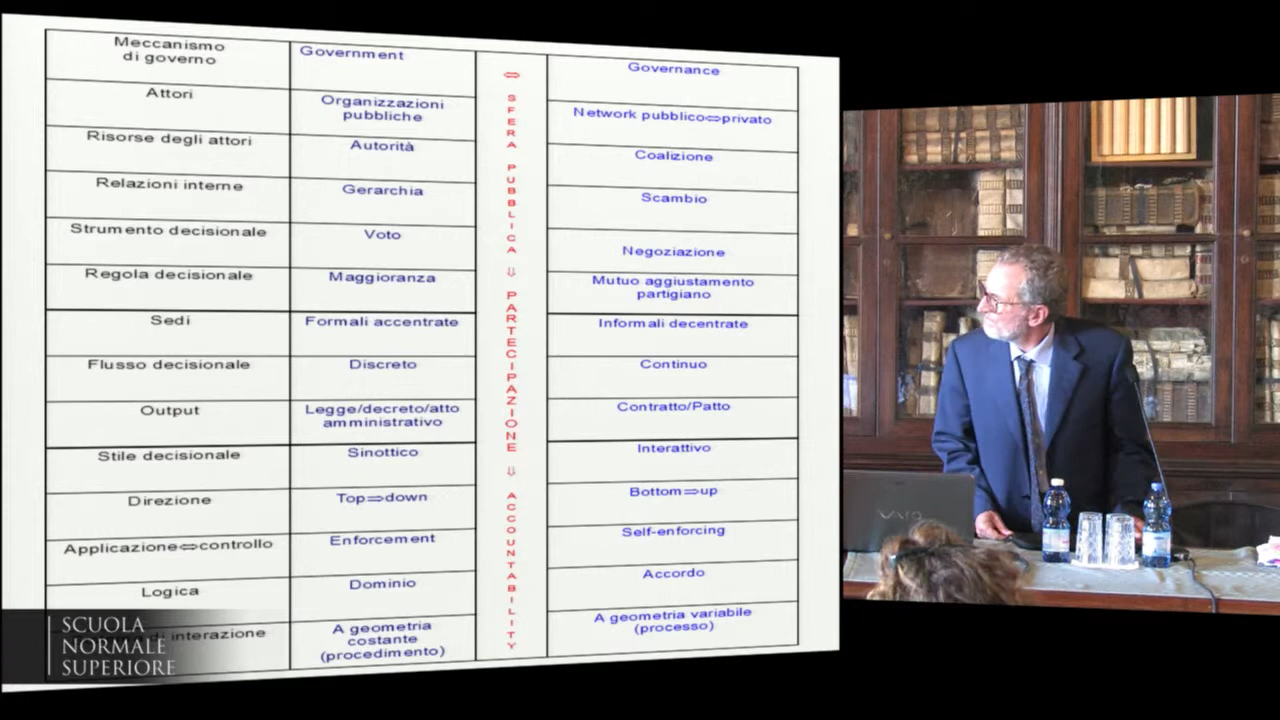 Meccanismo
di governo
Government
Governance
Attori
Organizzazioni
pubbliche
Network pubblico⇔privato
Risorse degli attori
Autorità
Coalizione
Relazioni interne
Gerarchia
Scambio
Strumento decisionale
Voto
Negoziazione
Regola decisionale
Maggioranza
Mutuo aggiustamento
partigiano
Sedi
Formali accentrate
Informali decentrate
Flusso decisionale
Discreto
Continuo
Output
Legge/decreto/atto
amministrativo
Contratto/Patto
Stile decisionale
Sinottico
Interattivo
Direzione
Top⇒down
Bottom⇒up
Applicazione⇔controllo
Enforcement
Self-enforcing
Logica
Dominio
Accordo
di interazione
A geometria
costante
(procedimento)
A geometria variabile
(processo)
⇔ SFERA PUBBLICA ⇓ PARTECIPAZIONE ⇓ ACCOUNTABILITY
SCUOLA
NORMALE
SUPERIORE
VAIO